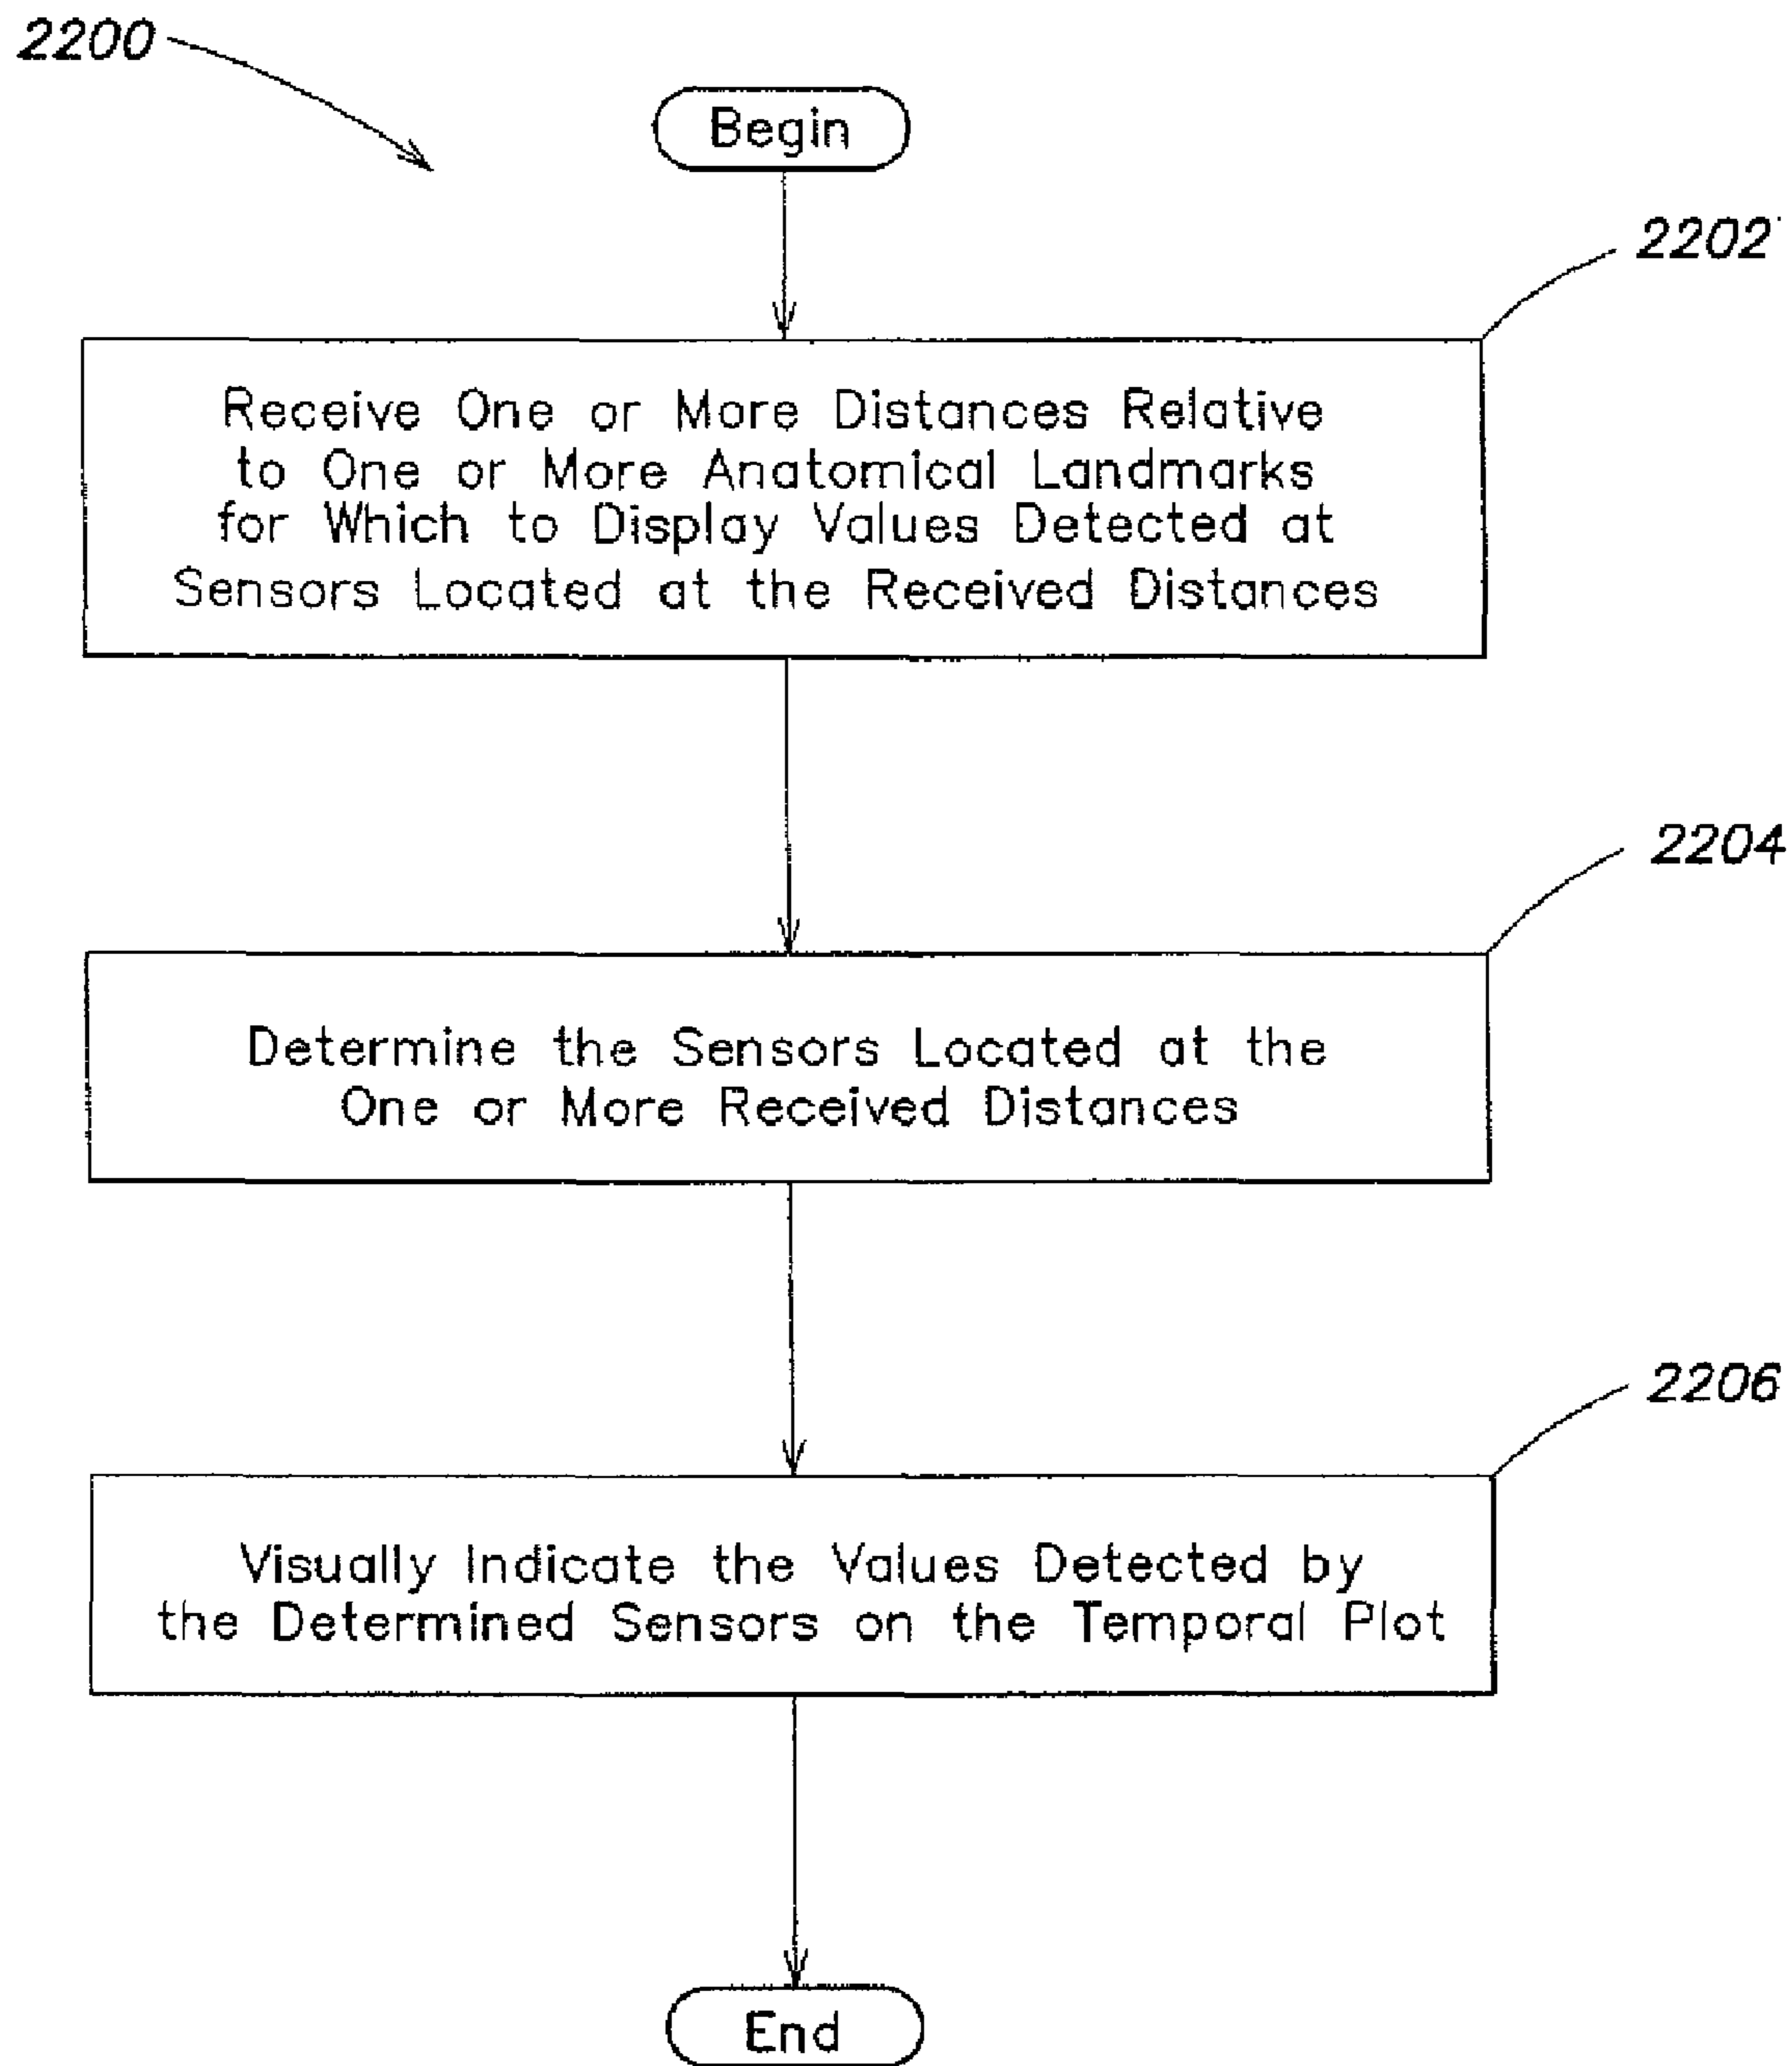 2200
Begin
2202
Receive One or More Distances Relative
to One or More Anatomical Landmarks
for Which to Display Values Detected at
Sensors Located at the Received Distances
2204
Determine the Sensors Located at the
One or More Received Distances
2206
Visually Indicate the Values Detected by
the Determined Sensors on the Temporal Plot
End